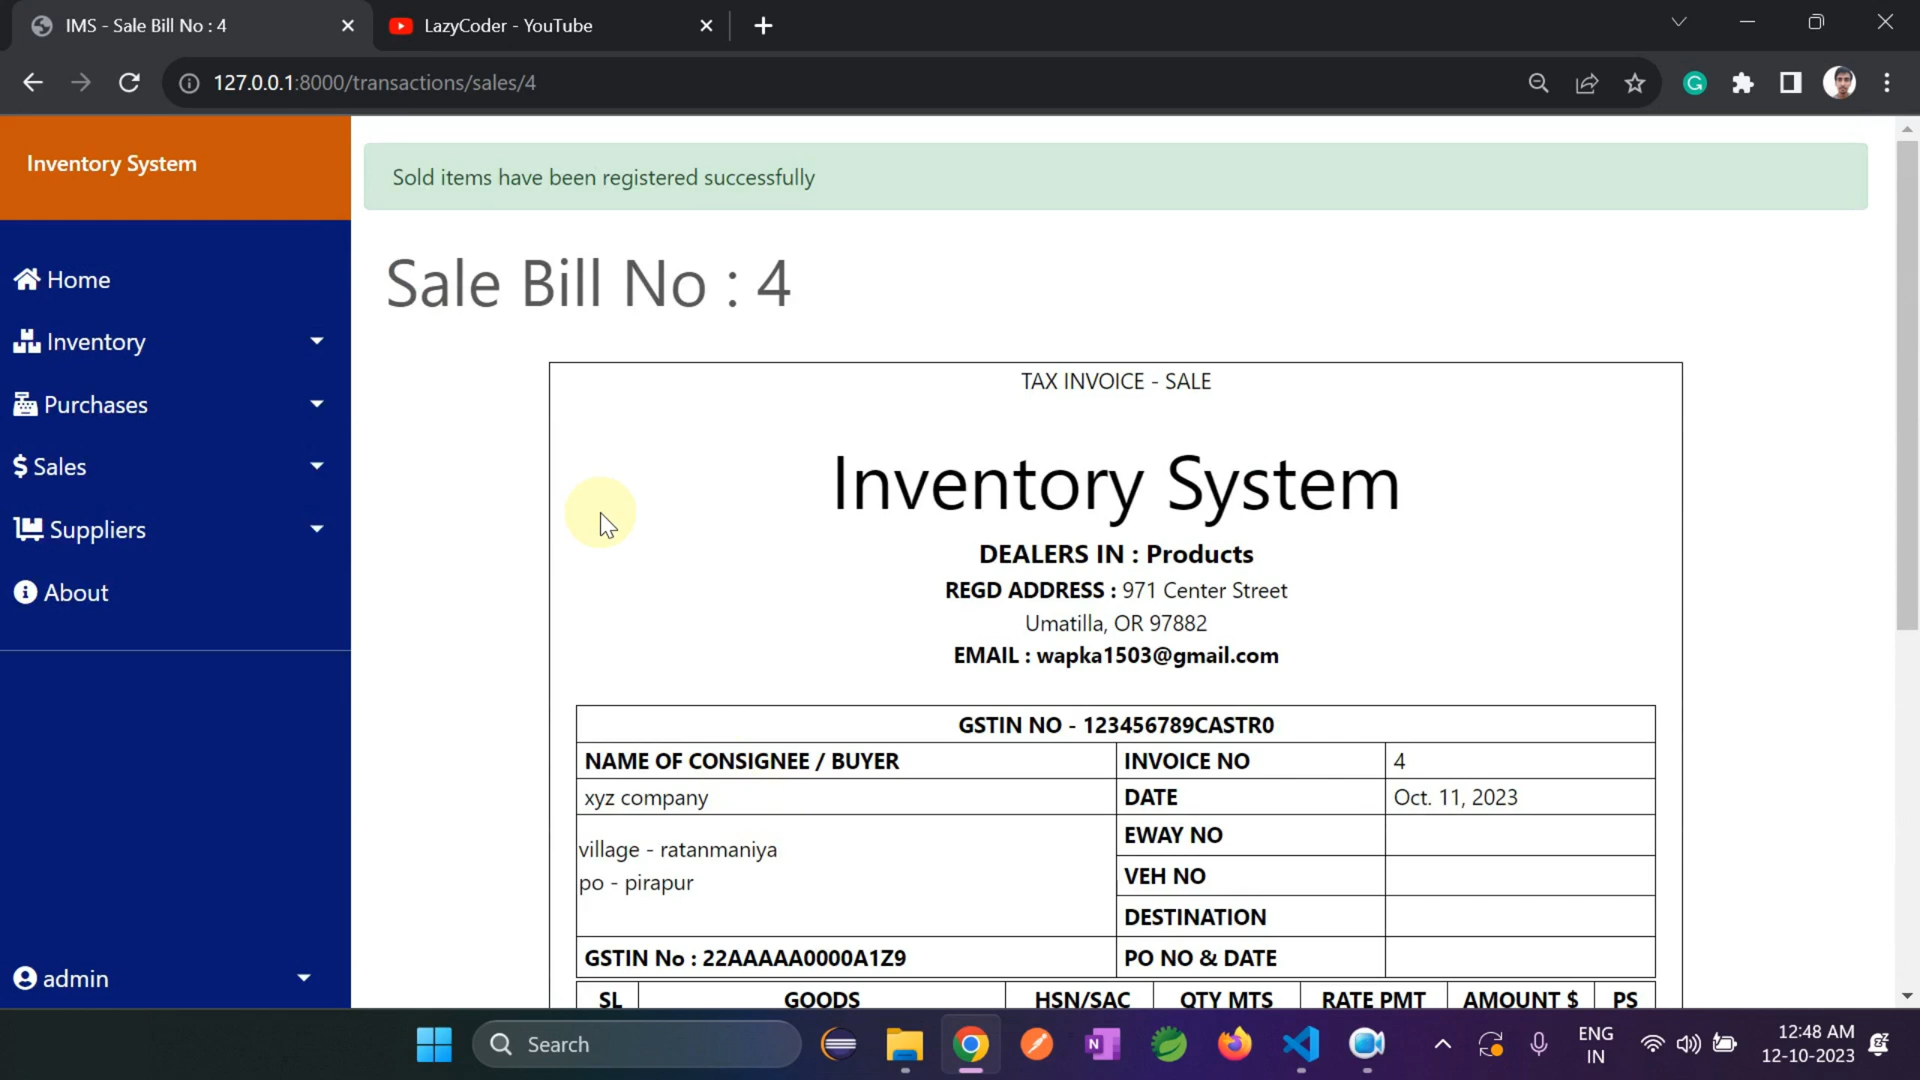 IMS - Sale Bill No : 4
LazyCoder - YouTube
127.0.0.1:8000/transactions/sales/4
Inventory System
Home
Inventory
Purchases
Sales
Suppliers
About
admin
Sold items have been registered successfully
Sale Bill No : 4
TAX INVOICE - SALE
Inventory System
DEALERS IN : Products
REGD ADDRESS : 971 Center Street
Umatilla, OR 97882
EMAIL : wapka1503@gmail.com
GSTIN NO - 123456789CASTR0
NAME OF CONSIGNEE / BUYER INVOICE NO 4
xyz company DATE Oct. 11, 2023
village - ratanmaniya
po - pirapur
EWAY NO
VEH NO
DESTINATION
GSTIN No : 22AAAAA0000A1Z9 PO NO & DATE
SL GOODS HSN/SAC QTY MTS RATE PMT AMOUNT $ PS
Search
ENG
IN
12:48 AM
12-10-2023